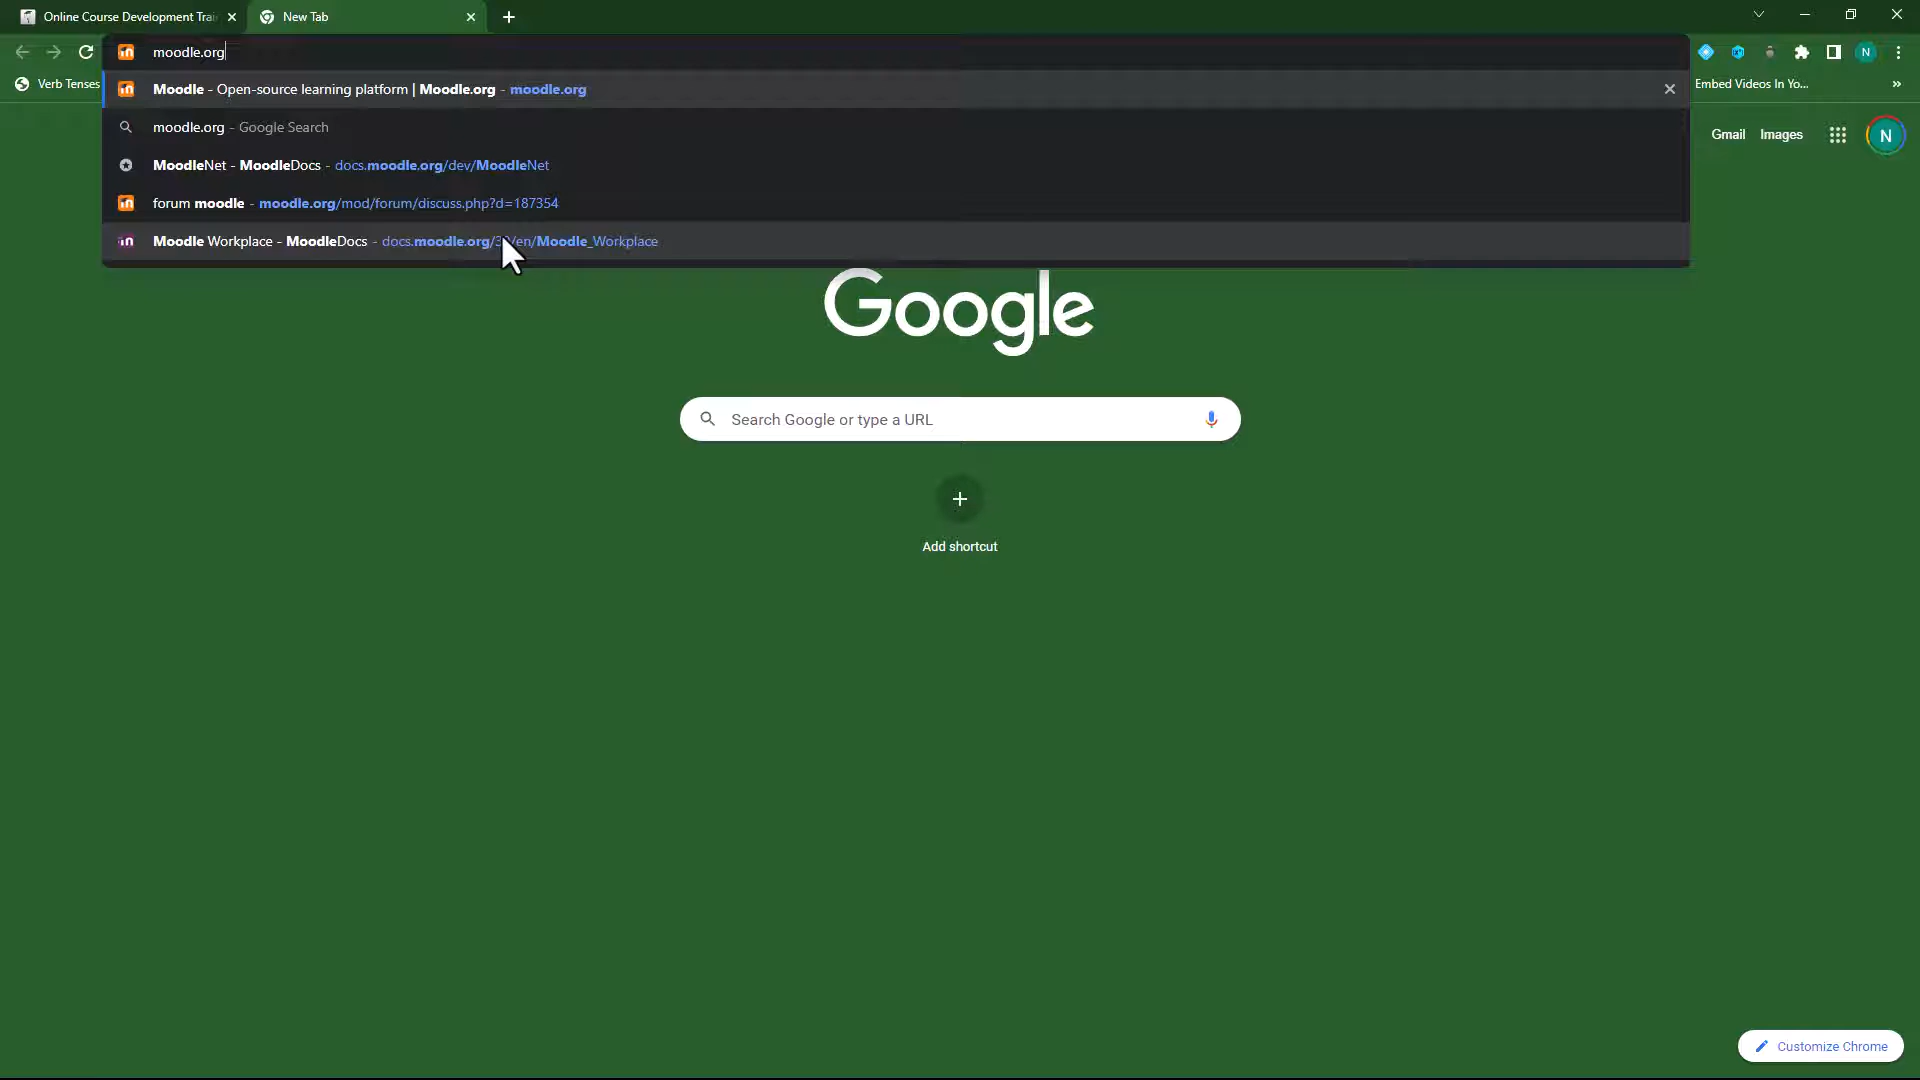 Online Course Development Trai
New Tab
moodle.org
Verb Tenses
Moodle - Open-source learning platform | Moodle.org - moodle.org
Embed Videos In Yo...
moodle.org - Google Search
Gmail
Images
N
MoodleNet - MoodleDocs - docs.moodle.org/dev/MoodleNet
forum moodle - moodle.org/mod/forum/discuss.php?d=187354
Moodle Workplace - MoodleDocs - docs.moodle.org/3 /en/Moodle_Workplace
Google
Search Google or type a URL
Add shortcut
Customize Chrome